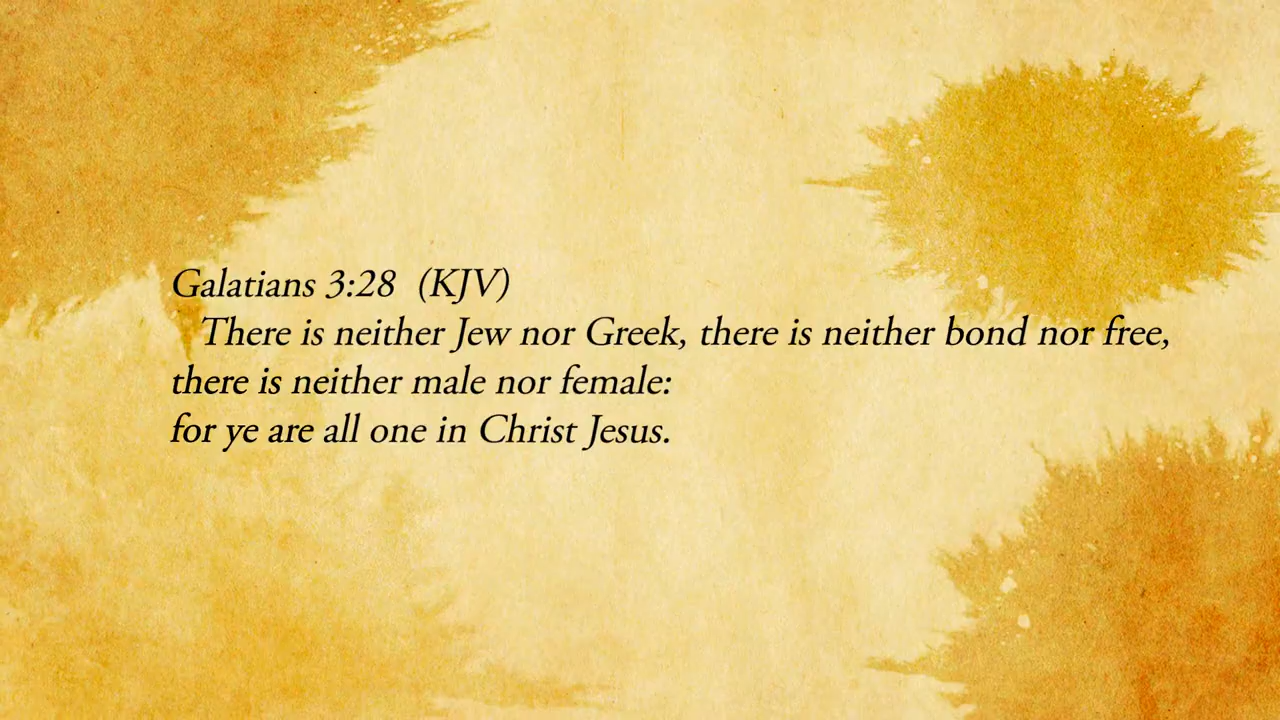 Galatians 3:28  (KJV)
There is neither Jew nor Greek, there is neither bond nor free,
there is neither male nor female:
for ye are all one in Christ Jesus.